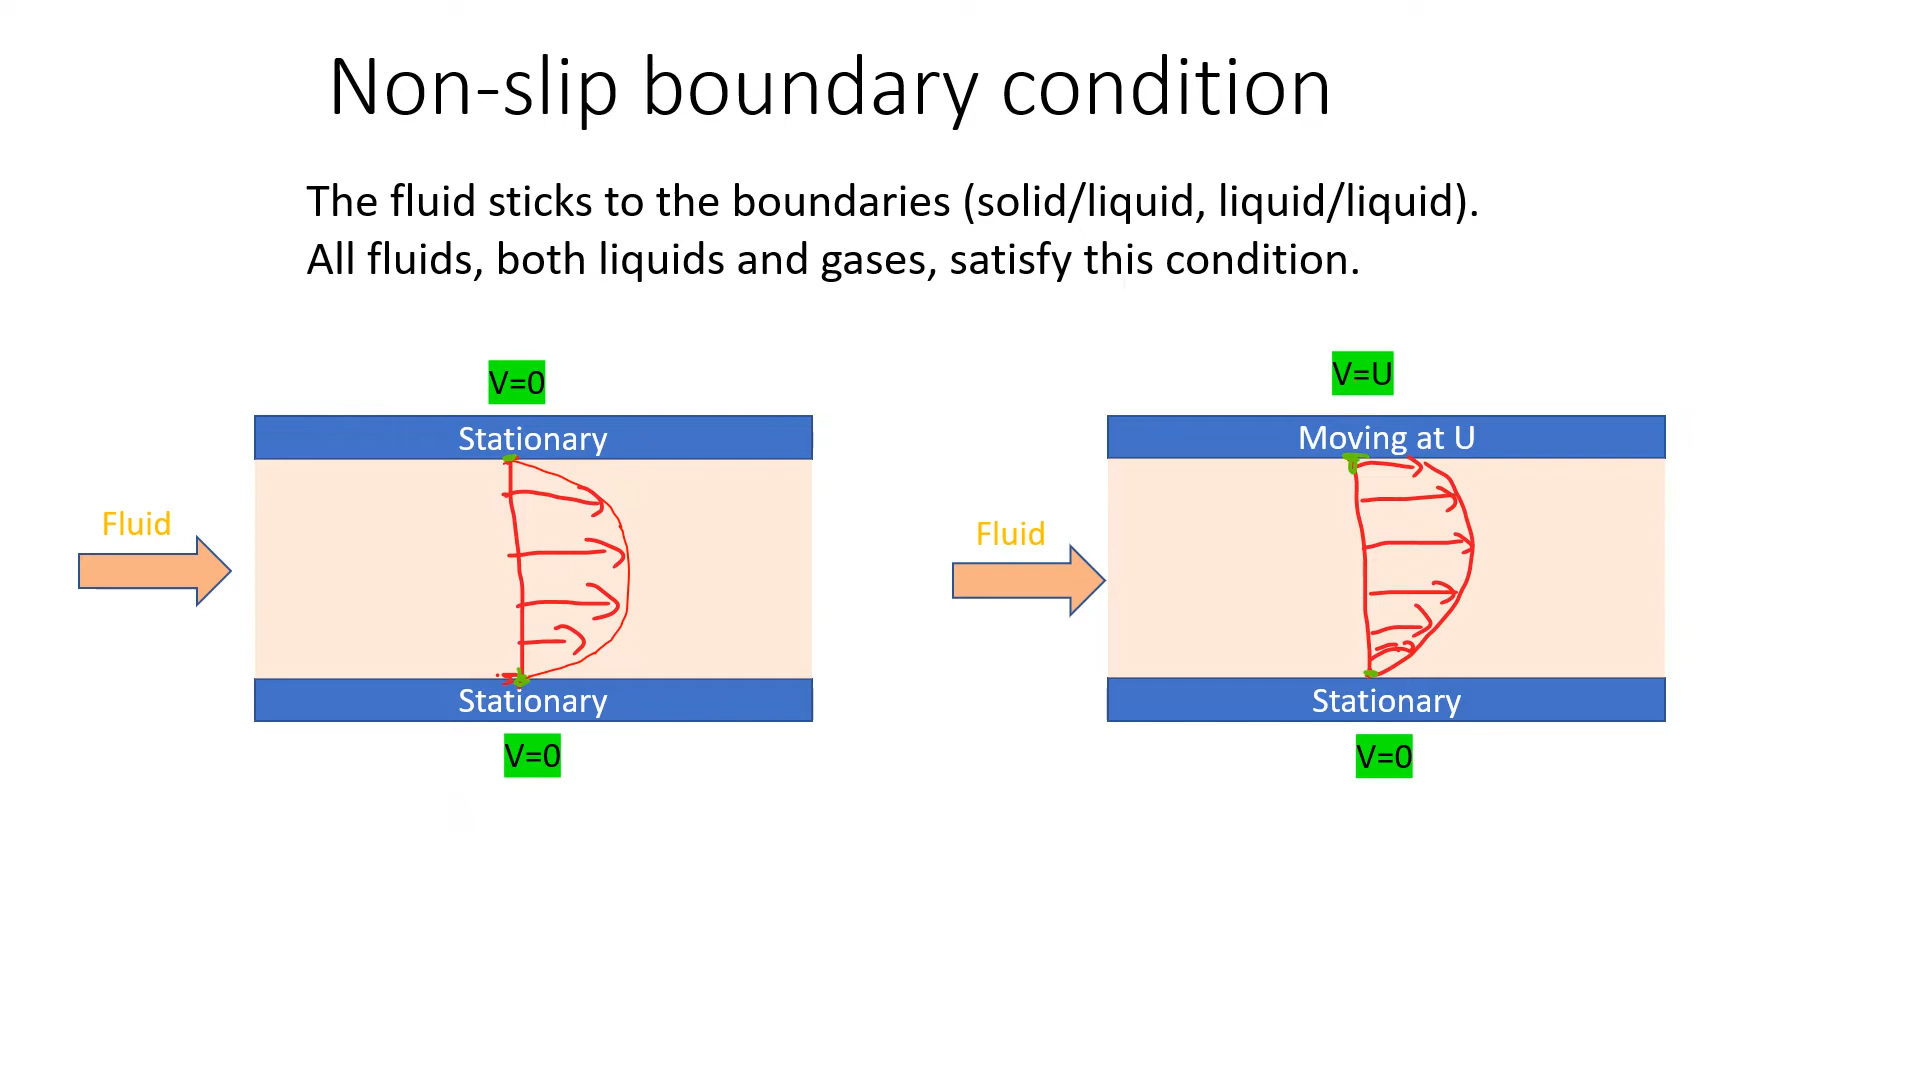 Non-slip boundary condition
The fluid sticks to the boundaries (solid/liquid, liquid/liquid).
All fluids, both liquids and gases, satisfy this condition.
V=0
Stationary
Fluid
Stationary
V=0
V=U
Moving at U
Fluid
Stationary
V=0